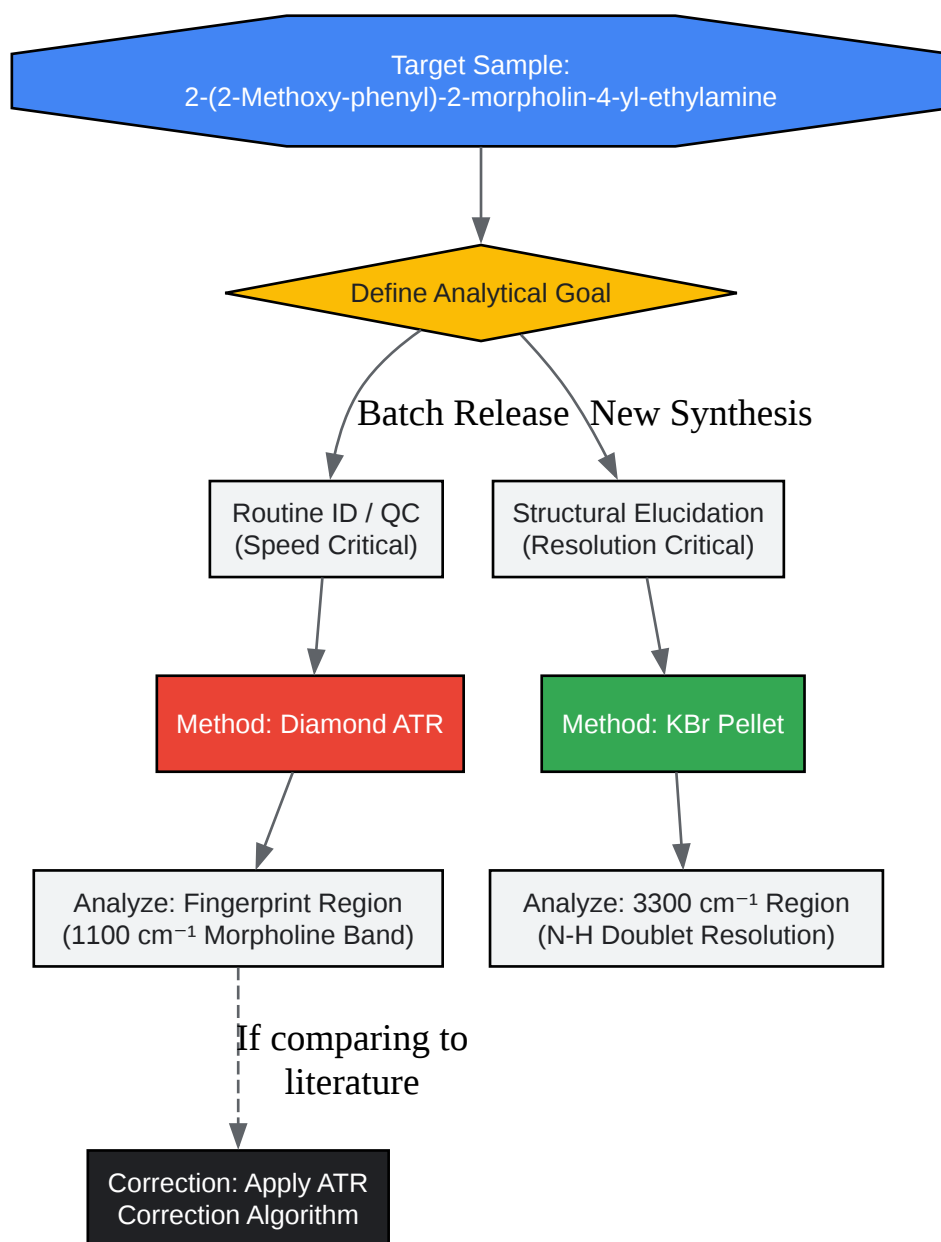 Target Sample:
2-(2-Methoxy-phenyl)-2-morpholin-4-yl-ethylamine
Define Analytical Goal
Batch Release
New Synthesis
Routine ID / QC
(Speed Critical)
Structural Elucidation
(Resolution Critical)
Method: Diamond ATR
Method: KBr Pellet
Analyze: Fingerprint Region
(1100 cm⁻¹ Morpholine Band)
Analyze: 3300 cm⁻¹ Region
(N-H Doublet Resolution)
If comparing to
literature
Correction: Apply ATR
Correction Algorithm